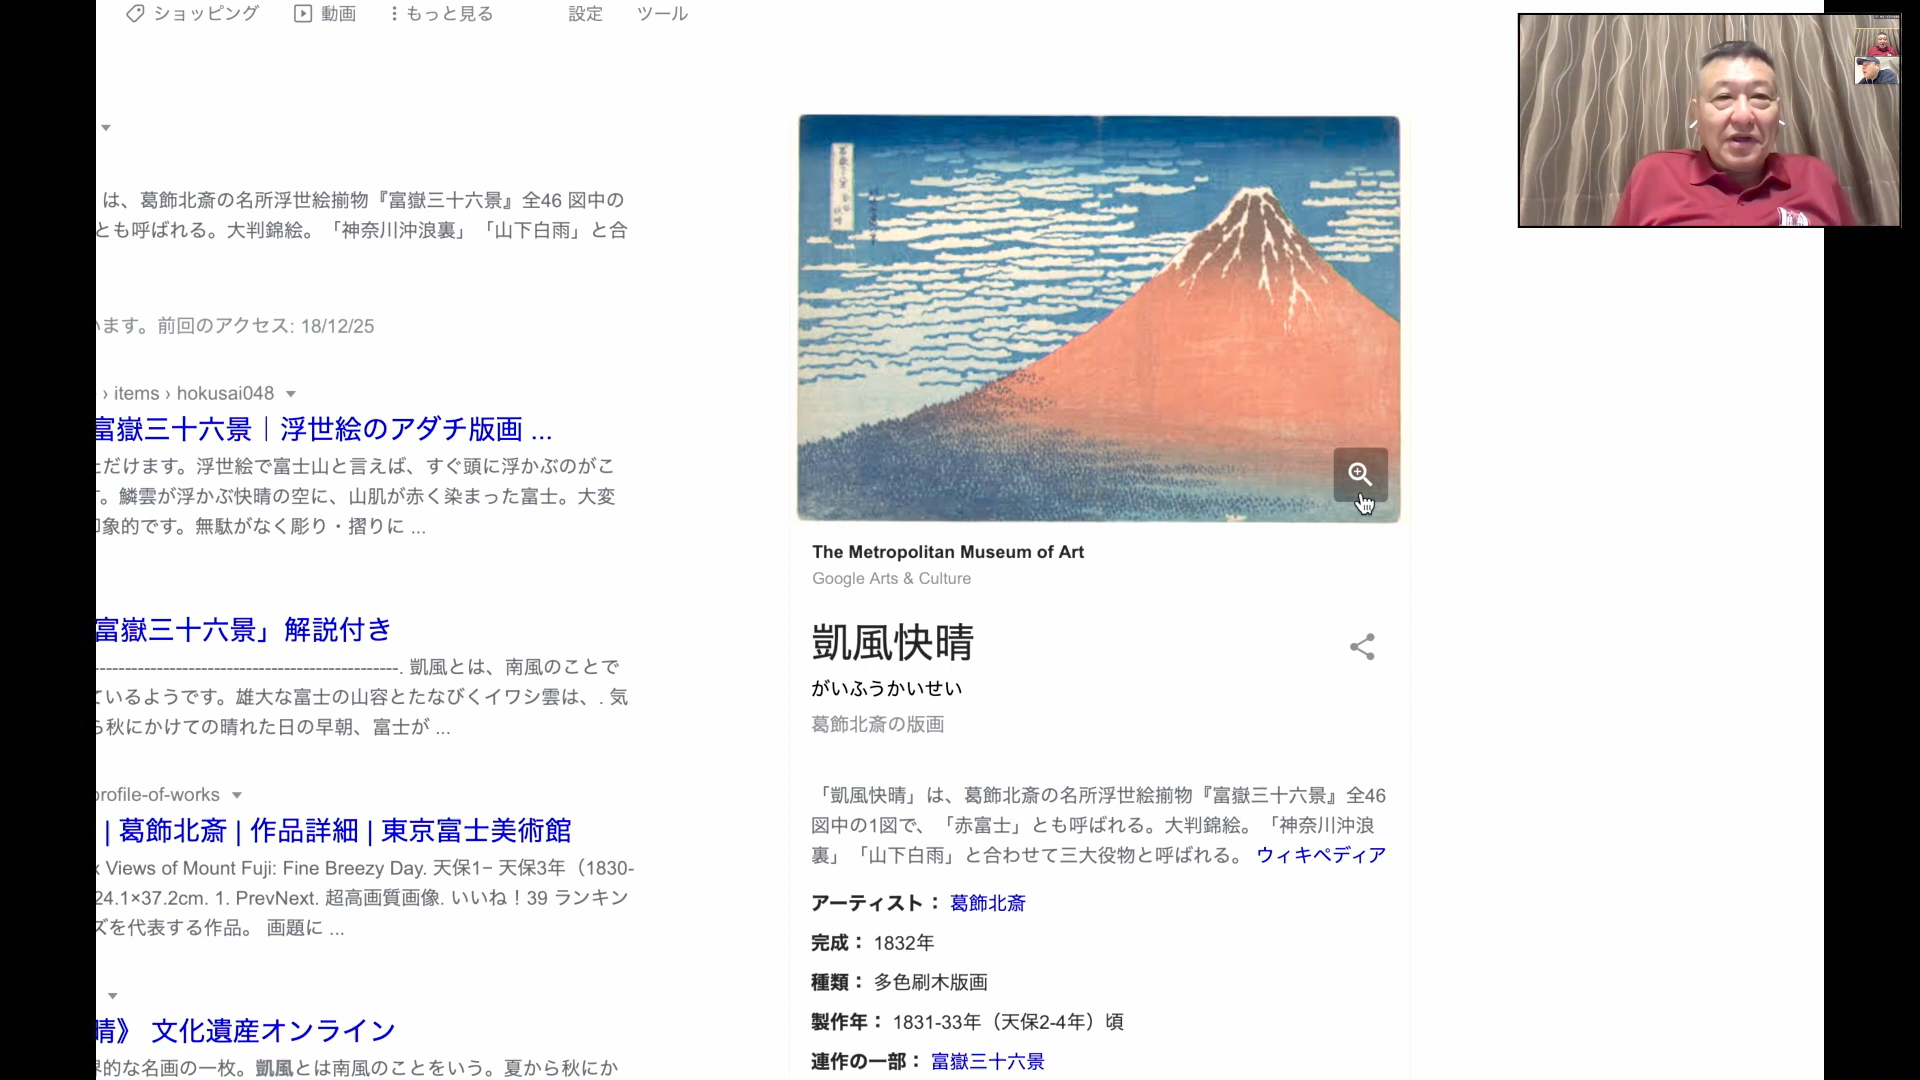 ショッピング 動画 もっと見る 設定 ツール
は、葛飾北斎の名所浮世絵揃物『富嶽三十六景』全46 図中の
とも呼ばれる。大判錦絵。「神奈川沖浪裏」「山下白雨」と合
います。前回のアクセス: 18/12/25
› items › hokusai048
富嶽三十六景｜浮世絵のアダチ版画 ...
ただけます。浮世絵で富士山と言えば、すぐ頭に浮かぶのがこ
。鱗雲が浮かぶ快晴の空に、山肌が赤く染まった富士。大変
印象的です。無駄がなく彫り・摺りに ...
富嶽三十六景」解説付き
--------------------------------------------------. 凱風とは、南風のことで
ているようです。雄大な富士の山容とたなびくイワシ雲は、. 気
ら秋にかけての晴れた日の早朝、富士が ...
profile-of-works
| 葛飾北斎 | 作品詳細 | 東京富士美術館
x Views of Mount Fuji: Fine Breezy Day. 天保1− 天保3年（1830-
24.1×37.2cm. 1. PrevNext. 超高画質画像. いいね！39 ランキン
ズを代表する作品。 画題に ...
晴》 文化遺産オンライン
界的な名画の一枚。凱風とは南風のことをいう。夏から秋にか
The Metropolitan Museum of Art
Google Arts & Culture
凱風快晴
がいふうかいせい
葛飾北斎の版画
「凱風快晴」は、葛飾北斎の名所浮世絵揃物『富嶽三十六景』全46
図中の1図で、「赤富士」とも呼ばれる。大判錦絵。「神奈川沖浪
裏」「山下白雨」と合わせて三大役物と呼ばれる。 ウィキペディア
アーティスト： 葛飾北斎
完成： 1832年
種類： 多色刷木版画
製作年： 1831-33年（天保2-4年）頃
連作の一部： 富嶽三十六景